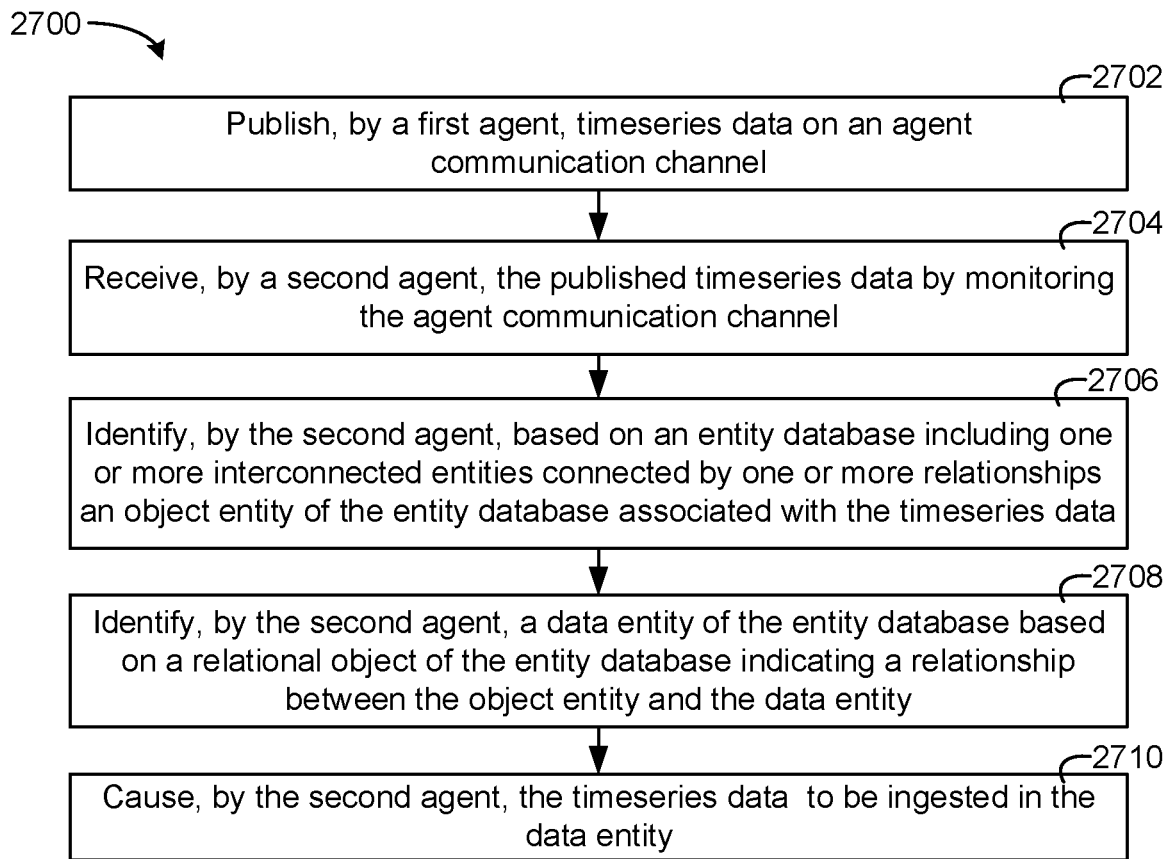 2700
2702
Publish, by a first agent, timeseries data on an agent
communication channel
2704
Receive, by a second agent, the published timeseries data by monitoring
the agent communication channel
2706
Identify, by the second agent, based on an entity database including one
or more interconnected entities connected by one or more relationships
an object entity of the entity database associated with the timeseries data
2708
Identify, by the second agent, a data entity of the entity database based
on a relational object of the entity database indicating a relationship
between the object entity and the data entity
2710
Cause, by the second agent, the timeseries data to be ingested in the
data entity